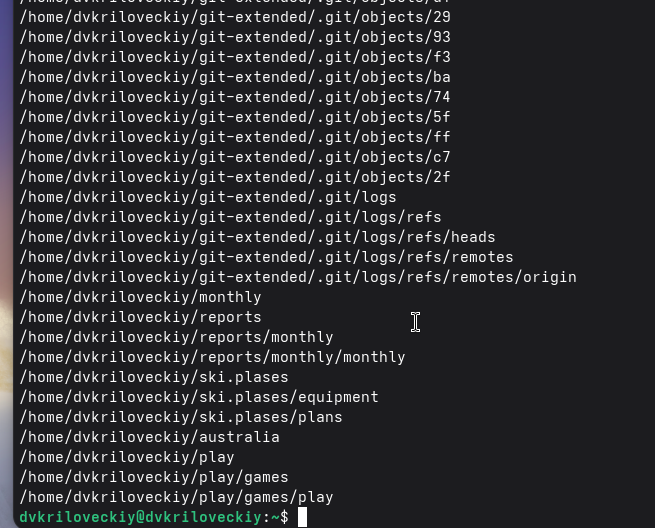 /home/dvkriloveckiy/git-extended/.git/objects/29
/home/dvkriloveckiy/git-extended/.git/objects/93
/home/dvkriloveckiy/git-extended/.git/objects/f3
/home/dvkriloveckiy/git-extended/.git/objects/ba
/home/dvkriloveckiy/git-extended/.git/objects/74
/home/dvkriloveckiy/git-extended/.git/objects/5f
/home/dvkriloveckiy/git-extended/.git/objects/ff
/home/dvkriloveckiy/git-extended/.git/objects/c7
/home/dvkriloveckiy/git-extended/.git/objects/2f
/home/dvkriloveckiy/git-extended/.git/logs
/home/dvkriloveckiy/git-extended/.git/logs/refs
/home/dvkriloveckiy/git-extended/.git/logs/refs/heads
/home/dvkriloveckiy/git-extended/.git/logs/refs/remotes
/home/dvkriloveckiy/git-extended/.git/logs/refs/remotes/origin
/home/dvkriloveckiy/monthly
/home/dvkriloveckiy/reports
/home/dvkriloveckiy/reports/monthly
/home/dvkriloveckiy/reports/monthly/monthly
/home/dvkriloveckiy/ski.plases
/home/dvkriloveckiy/ski.plases/equipment
/home/dvkriloveckiy/ski.plases/plans
/home/dvkriloveckiy/australia
/home/dvkriloveckiy/play
/home/dvkriloveckiy/play/games
/home/dvkriloveckiy/play/games/play
dvkriloveckiy@dvkriloveckiy:~$